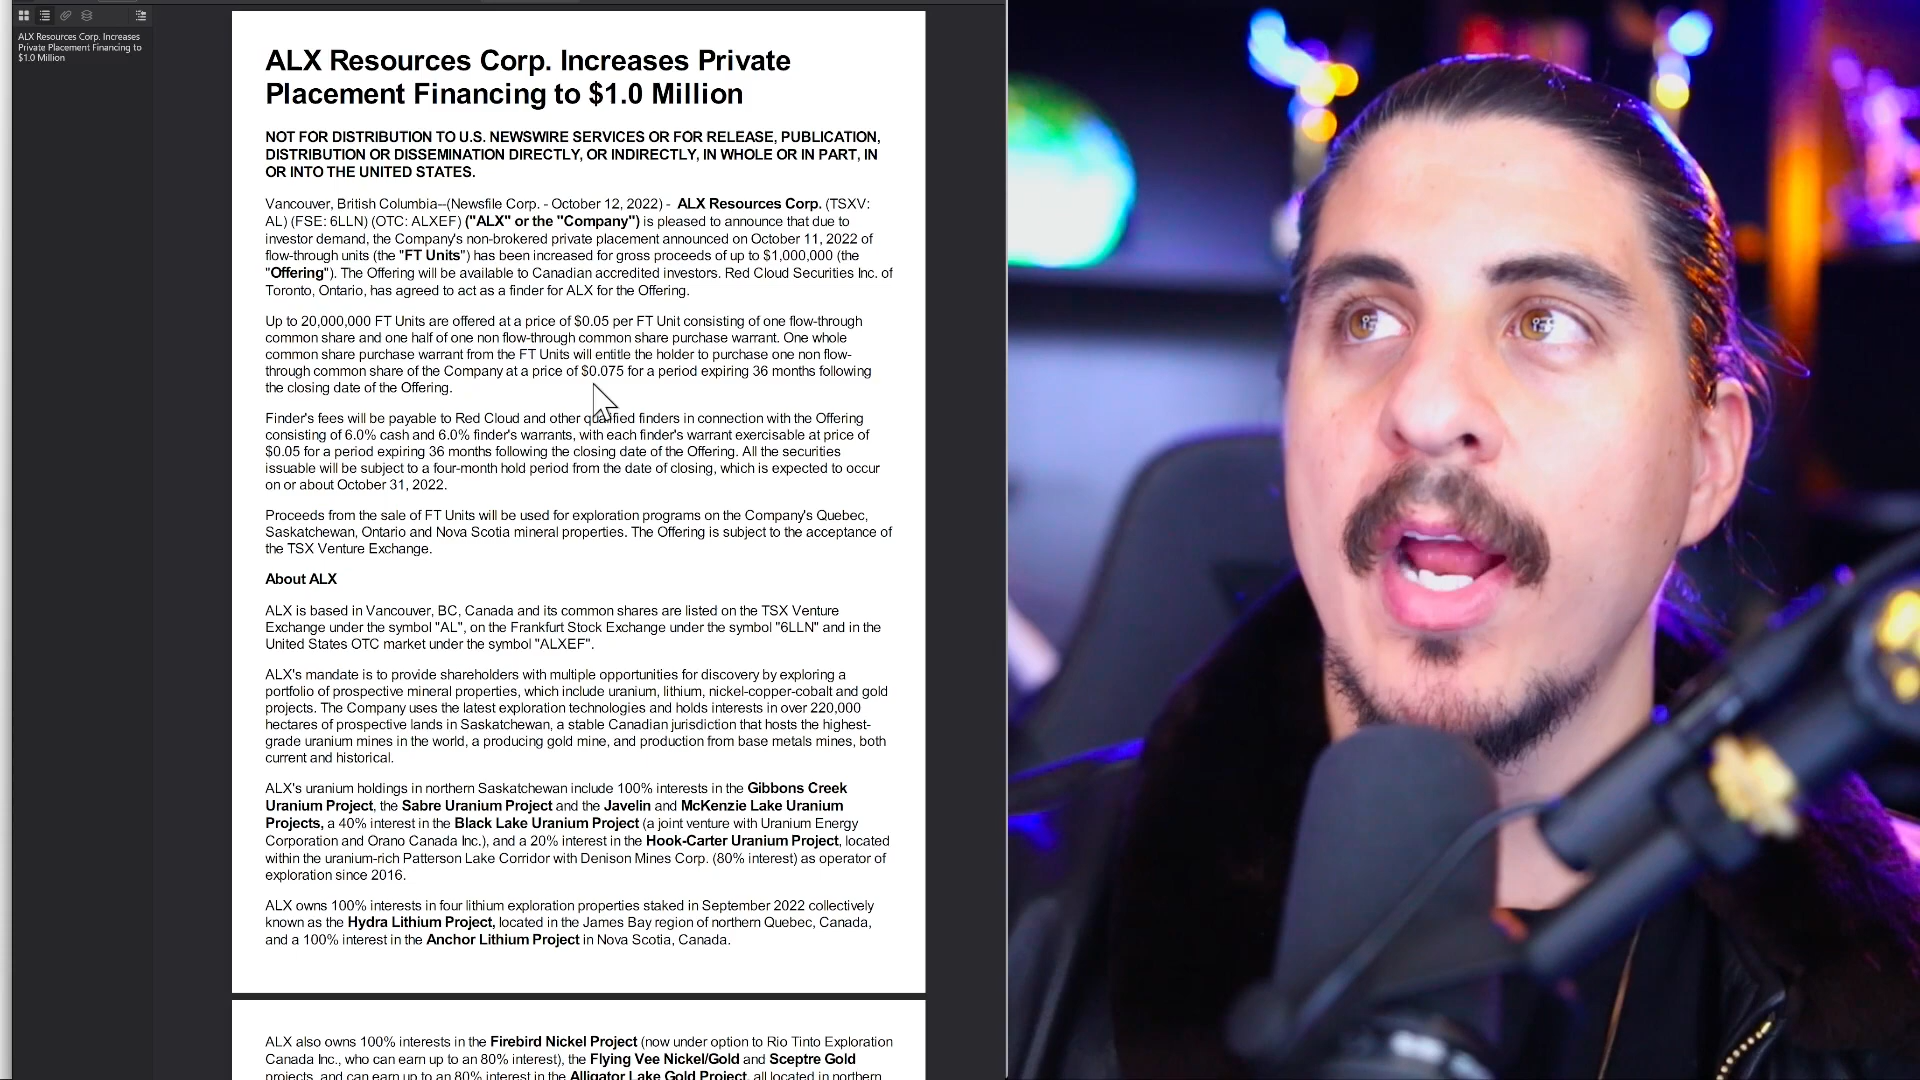 ALX Resources Corp. Increases
Private Placement Financing to
$1.0 Million
ALX Resources Corp. Increases Private
Placement Financing to $1.0 Million
NOT FOR DISTRIBUTION TO U.S. NEWSWIRE SERVICES OR FOR RELEASE, PUBLICATION,
DISTRIBUTION OR DISSEMINATION DIRECTLY, OR INDIRECTLY, IN WHOLE OR IN PART, IN
OR INTO THE UNITED STATES.
Vancouver, British Columbia--(Newsfile Corp. - October 12, 2022) - ALX Resources Corp. (TSXV:
AL) (FSE: 6LLN) (OTC: ALXEF) ("ALX" or the "Company") is pleased to announce that due to
investor demand, the Company's non-brokered private placement announced on October 11, 2022 of
flow-through units (the "FT Units") has been increased for gross proceeds of up to $1,000,000 (the
"Offering"). The Offering will be available to Canadian accredited investors. Red Cloud Securities Inc. of
Toronto, Ontario, has agreed to act as a finder for ALX for the Offering.
Up to 20,000,000 FT Units are offered at a price of $0.05 per FT Unit consisting of one flow-through
common share and one half of one non flow-through common share purchase warrant. One whole
common share purchase warrant from the FT Units will entitle the holder to purchase one non flow-
through common share of the Company at a price of $0.075 for a period expiring 36 months following
the closing date of the Offering.
Finder's fees will be payable to Red Cloud and other qualified finders in connection with the Offering
consisting of 6.0% cash and 6.0% finder's warrants, with each finder's warrant exercisable at price of
$0.05 for a period expiring 36 months following the closing date of the Offering. All the securities
issuable will be subject to a four-month hold period from the date of closing, which is expected to occur
on or about October 31, 2022.
Proceeds from the sale of FT Units will be used for exploration programs on the Company's Quebec,
Saskatchewan, Ontario and Nova Scotia mineral properties. The Offering is subject to the acceptance of
the TSX Venture Exchange.
About ALX
ALX is based in Vancouver, BC, Canada and its common shares are listed on the TSX Venture
Exchange under the symbol "AL", on the Frankfurt Stock Exchange under the symbol "6LLN" and in the
United States OTC market under the symbol "ALXEF".
ALX's mandate is to provide shareholders with multiple opportunities for discovery by exploring a
portfolio of prospective mineral properties, which include uranium, lithium, nickel-copper-cobalt and gold
projects. The Company uses the latest exploration technologies and holds interests in over 220,000
hectares of prospective lands in Saskatchewan, a stable Canadian jurisdiction that hosts the highest-
grade uranium mines in the world, a producing gold mine, and production from base metals mines, both
current and historical.
ALX's uranium holdings in northern Saskatchewan include 100% interests in the Gibbons Creek
Uranium Project, the Sabre Uranium Project and the Javelin and McKenzie Lake Uranium
Projects, a 40% interest in the Black Lake Uranium Project (a joint venture with Uranium Energy
Corporation and Orano Canada Inc.), and a 20% interest in the Hook-Carter Uranium Project, located
within the uranium-rich Patterson Lake Corridor with Denison Mines Corp. (80% interest) as operator of
exploration since 2016.
ALX owns 100% interests in four lithium exploration properties staked in September 2022 collectively
known as the Hydra Lithium Project, located in the James Bay region of northern Quebec, Canada,
and a 100% interest in the Anchor Lithium Project in Nova Scotia, Canada.
ALX also owns 100% interests in the Firebird Nickel Project (now under option to Rio Tinto Exploration
Canada Inc., who can earn up to an 80% interest), the Flying Vee Nickel/Gold and Sceptre Gold
projects, and can earn up to an 80% interest in the Alligator Lake Gold Project, all located in northern